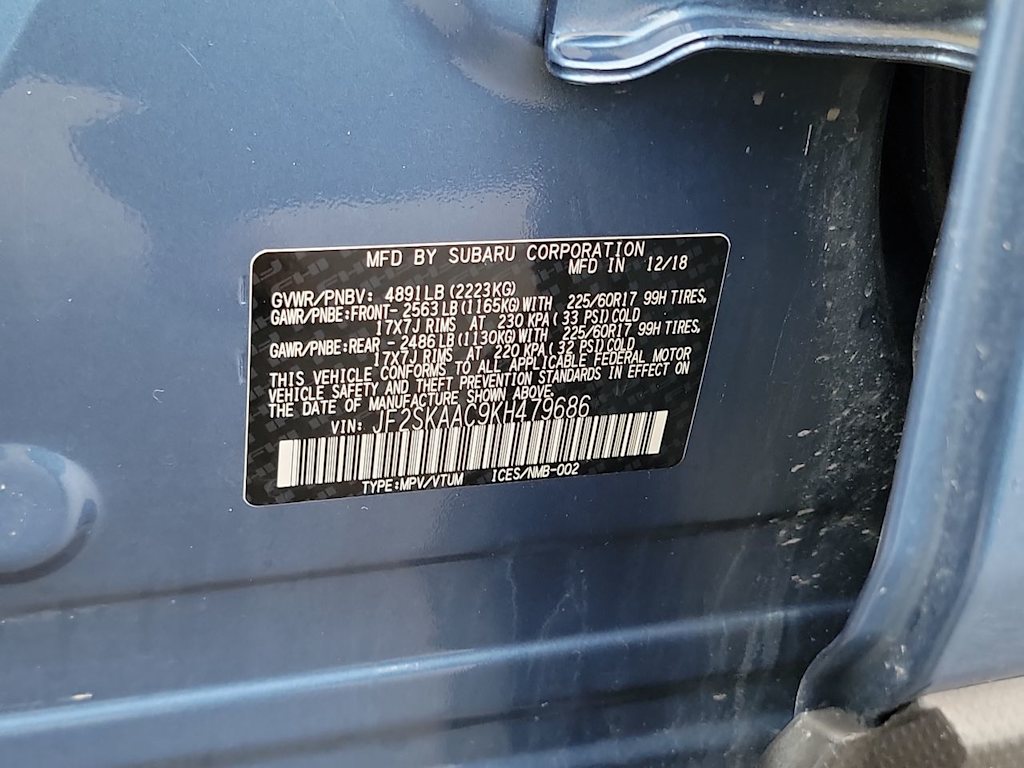 MFD BY SUBARU CORPORATION
MFD IN 12/18
GVWR/PNBV: 4891LB (2223KG)
GAWR/PNBE:FRONT- 2563LB(1165KG)WITH 225/60R17 99H TIRES,
17X7J RIMS AT 230 KPA( 33 PSI)COLD
GAWR/PNBE:REAR - 2486LB(1130KG)WITH 225/60R17 99H TIRES,
17X7J RIMS AT 220 KPA( 32 PSI)COLD
THIS VEHICLE CONFORMS TO ALL APPLICABLE FEDERAL MOTOR
VEHICLE SAFETY AND THEFT PREVENTION STANDARDS IN EFFECT ON
THE DATE OF MANUFACTURE SHOWN ABOVE.
VIN: JF2SKAAC9KH479686
TYPE:MPV/VTUM ICES/NMB-002